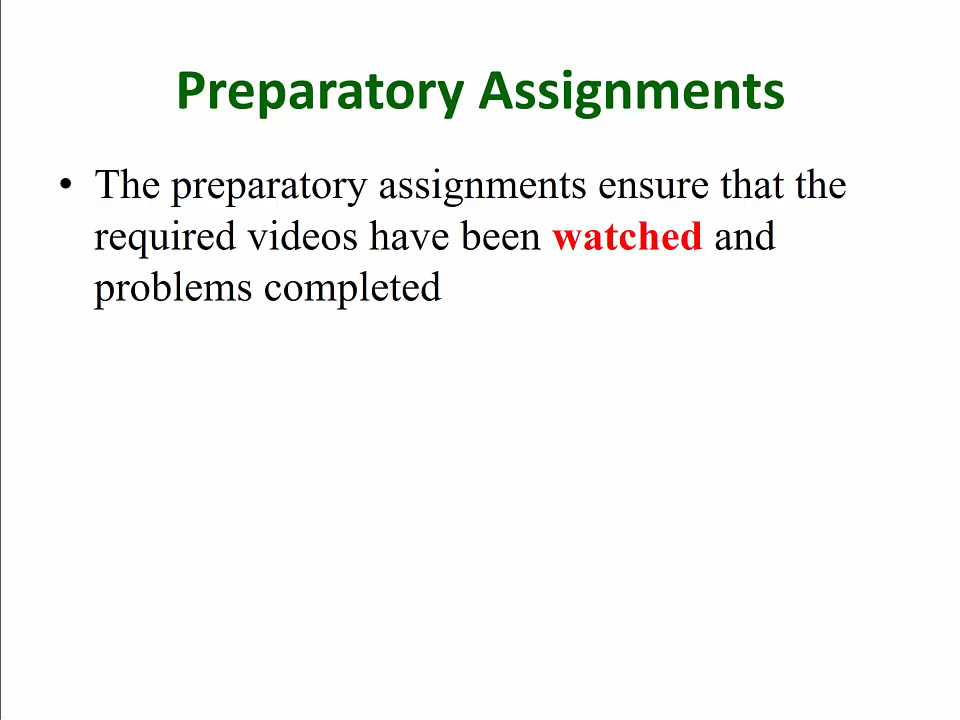 Preparatory Assignments
• The preparatory assignments ensure that the
required videos have been watched and
problems completed